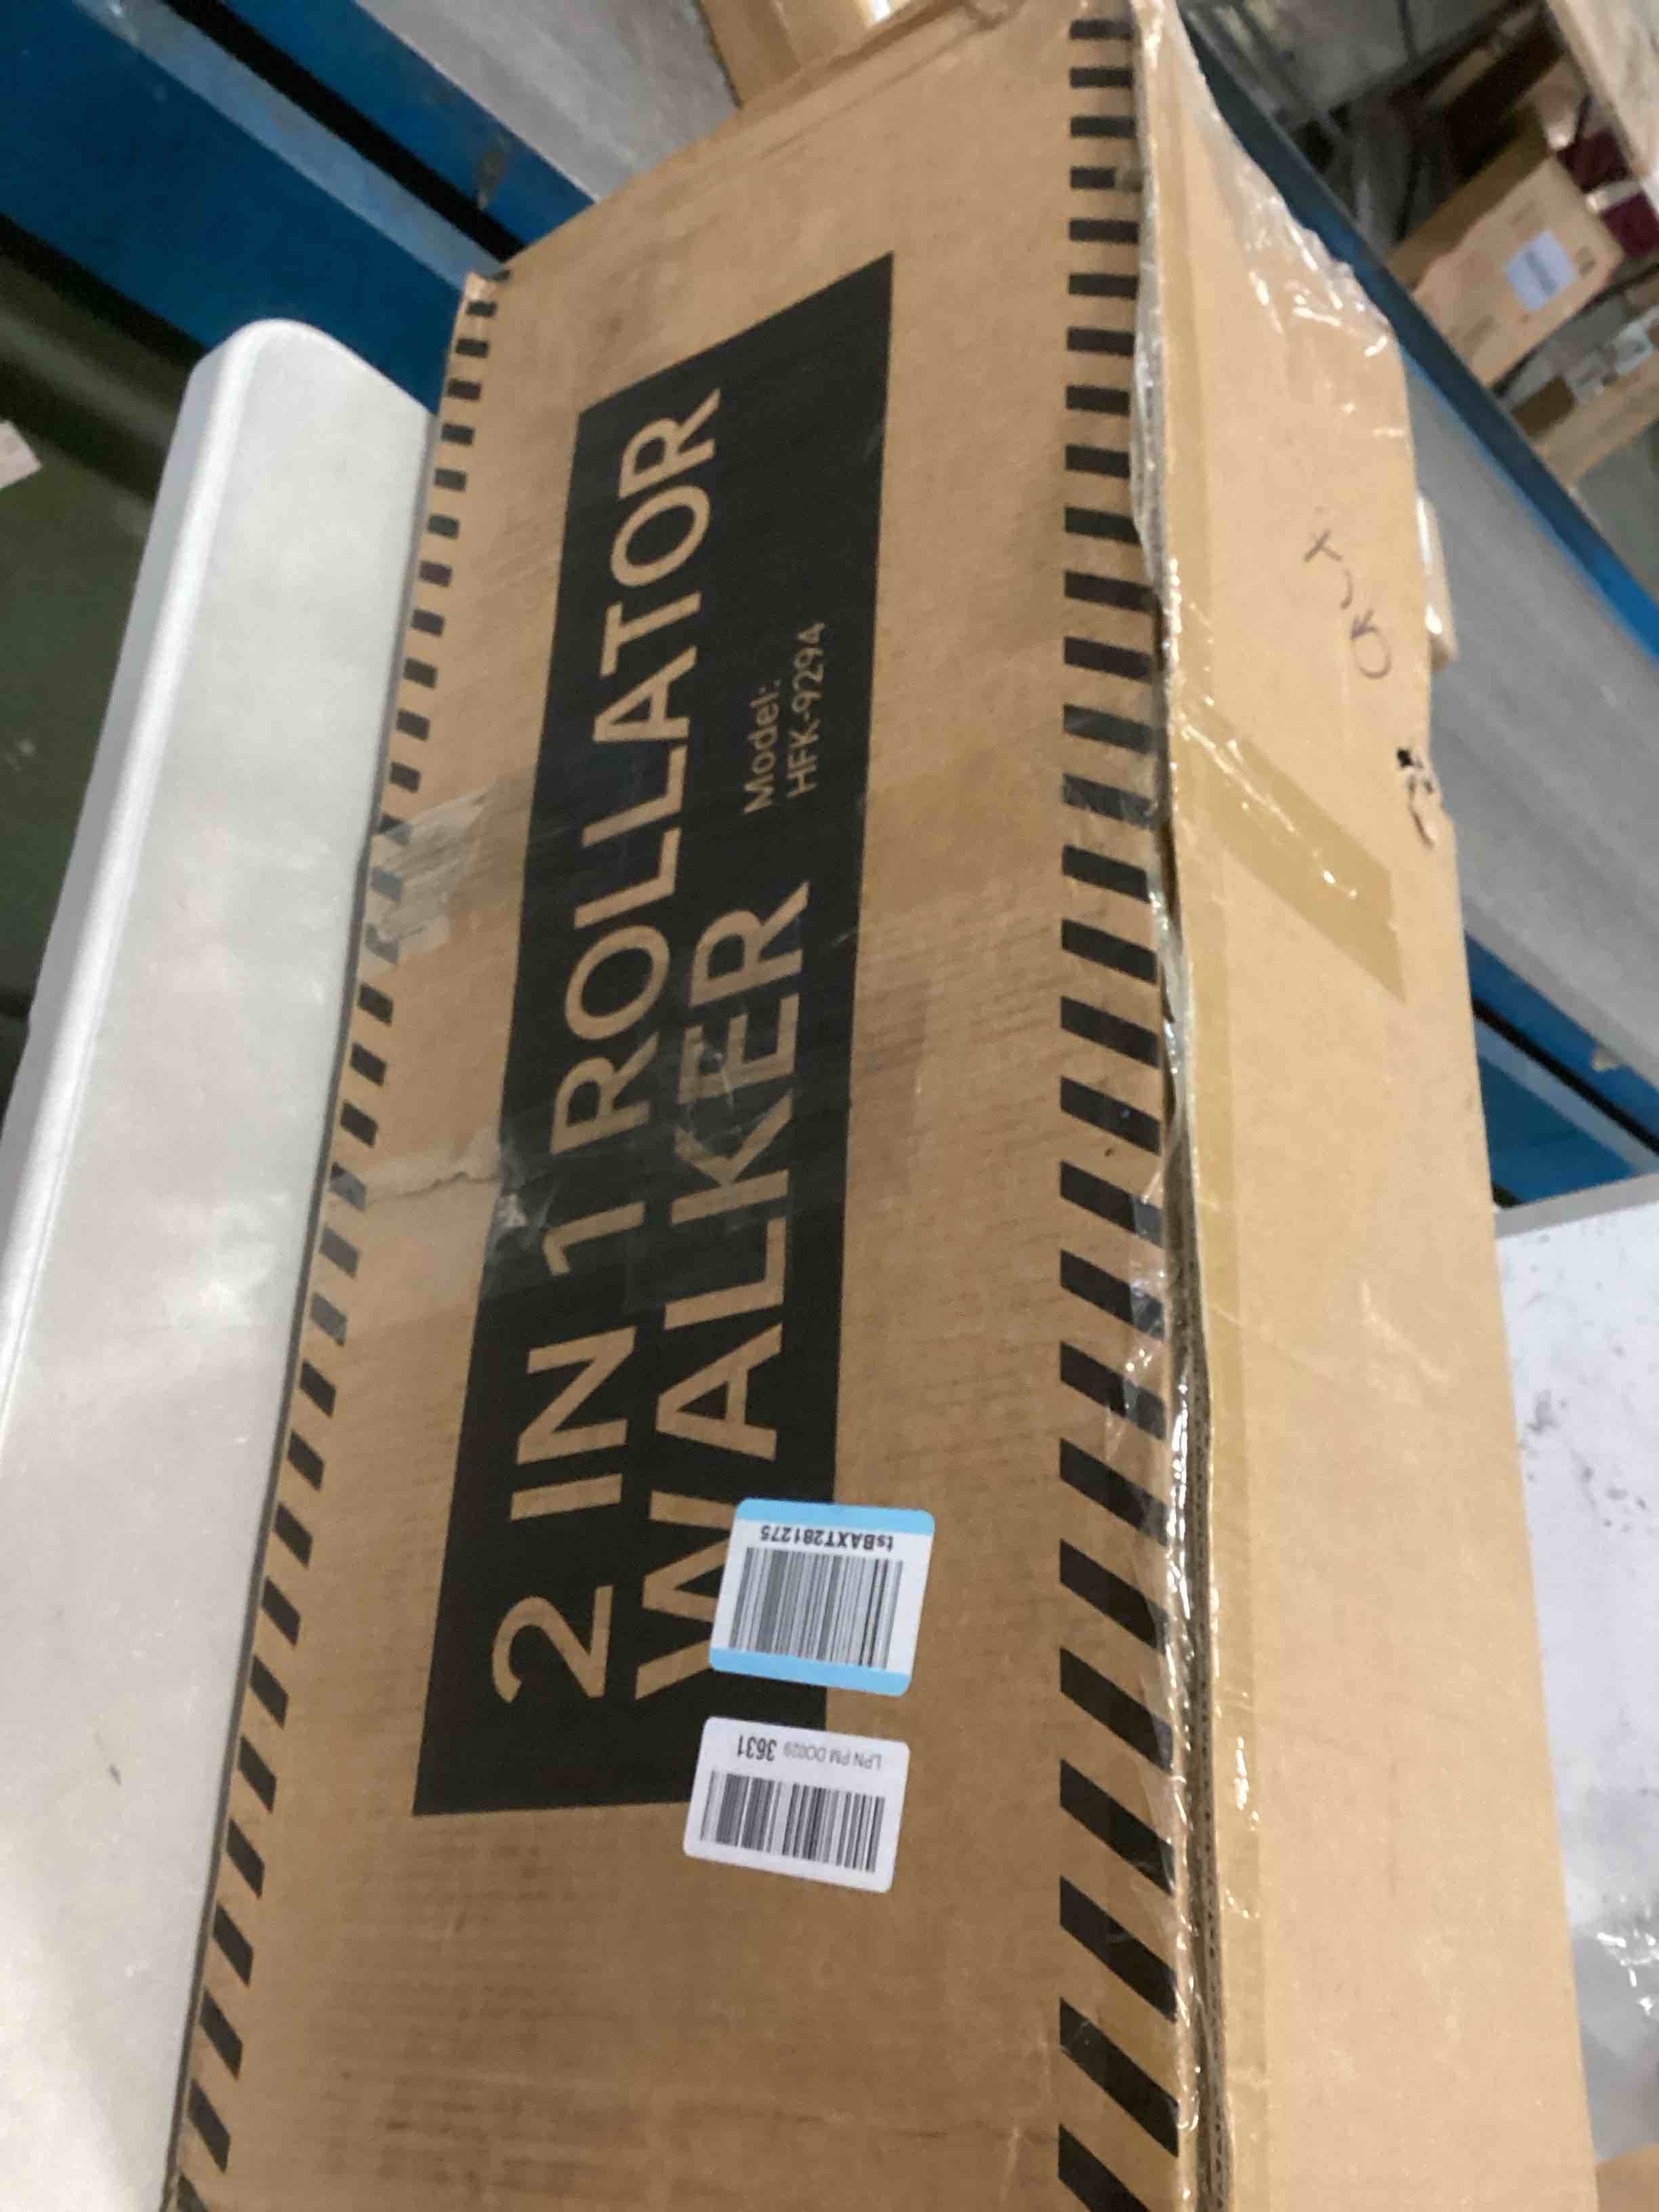 2 IN 1 ROLLATOR
WALKER
Model:
HFK-9294
tsBAXT281275
LPN PM DO029 3631